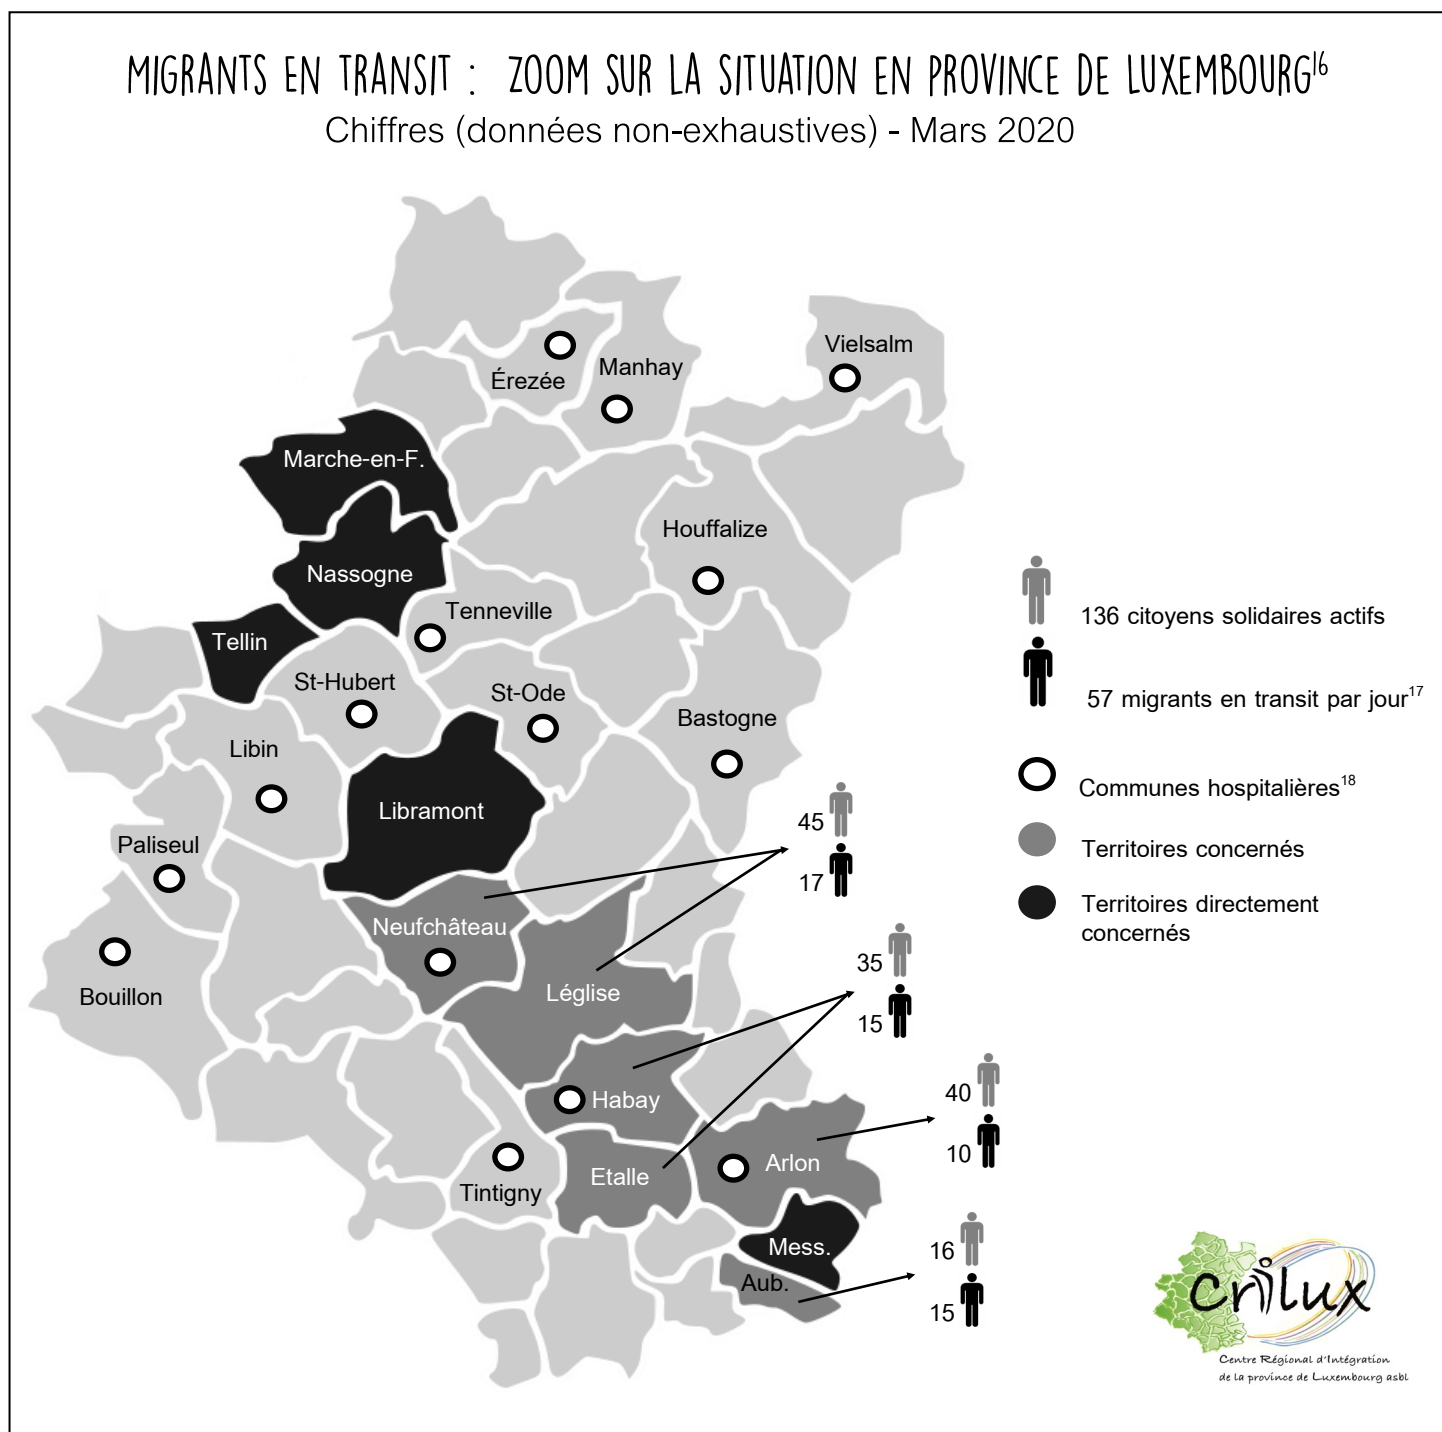 MIGRANTS EN TRANSIT : ZOOM SUR LA SITUATION EN PROVINCE DE LUXEMBOURG16
Chiffres (données non-exhaustives) - Mars 2020
Vielsalm
Manhay
Érezée
Marche-en-F.
Houffalize
Nassogne
Tenneville
136 citoyens solidaires actifs
Tellin
St-Hubert
St-Ode
57 migrants en transit par jour17
Bastogne
Libin
Communes hospitalières18
Libramont
45
Paliseul
Territoires concernés
17
Territoires directement
concernés
Neufchâteau
35
Léglise
Bouillon
15
Habay
40
10
Arlon
Etalle
Tintigny
Mess.
16
Aub.
15
crilux
Centre Régional d'Intégration
de la province de Luxembourg asbl